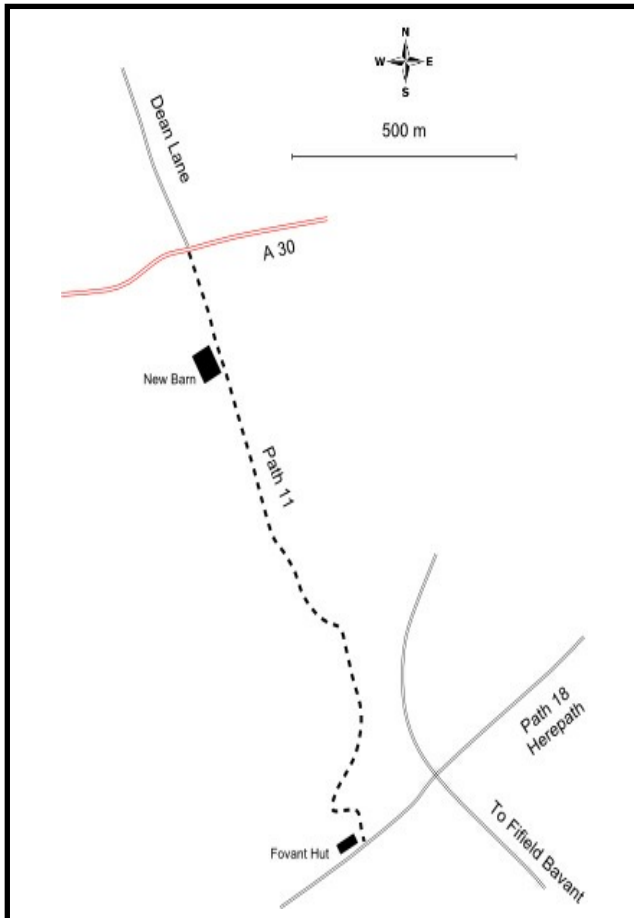 N
W E
S
500 m
Dean Lane
A 30
New Barn
Path 11
Path 18
Herepath
To Fifield Bavant
Fovant Hut